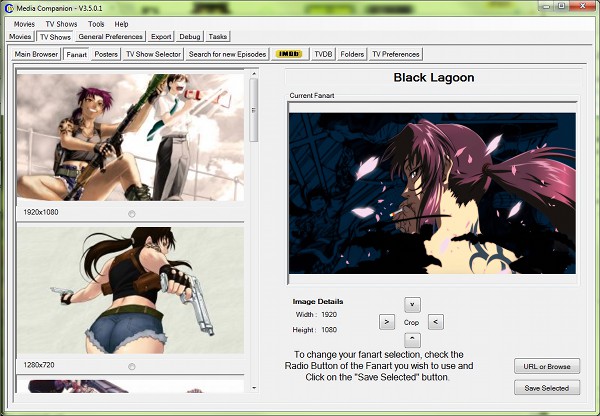 Media Companion - V3.5.0.1
Movies TV Shows Tools Help
Movies TV Shows General Preferences Export Debug Tasks
Main Browser Fanart Posters TV Show Selector Search for new Episodes IMDb TVDB Folders TV Preferences
Black Lagoon
Current Fanart
1920x1080
1280x720
Image Details
Width : 1920
Height : 1080
v
> Crop <
^
To change your fanart selection, check the
Radio Button of the Fanart you wish to use and
Click on the "Save Selected" button.
URL or Browse
Save Selected